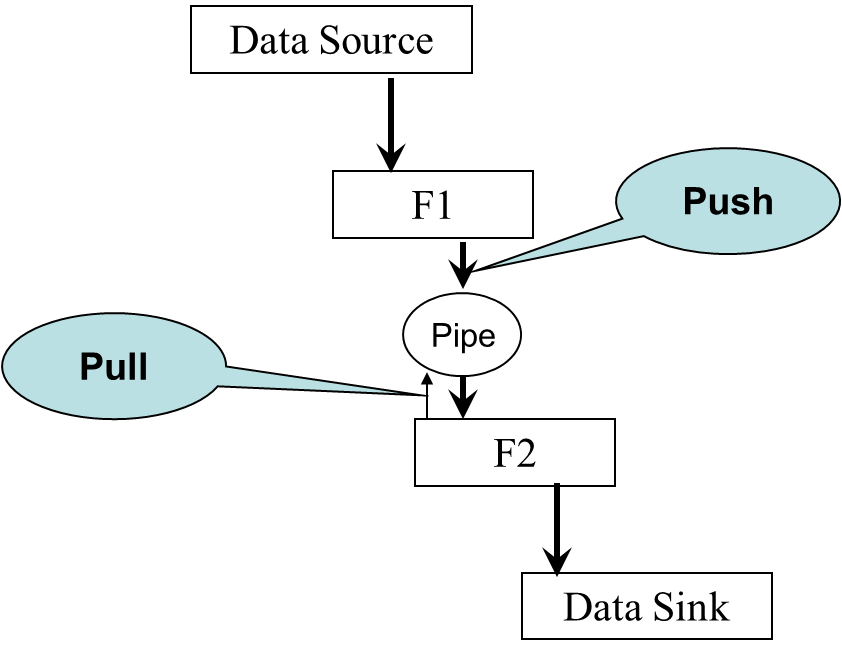 Data Source
F1
Push
Pipe
Pull
F2
Data Sink